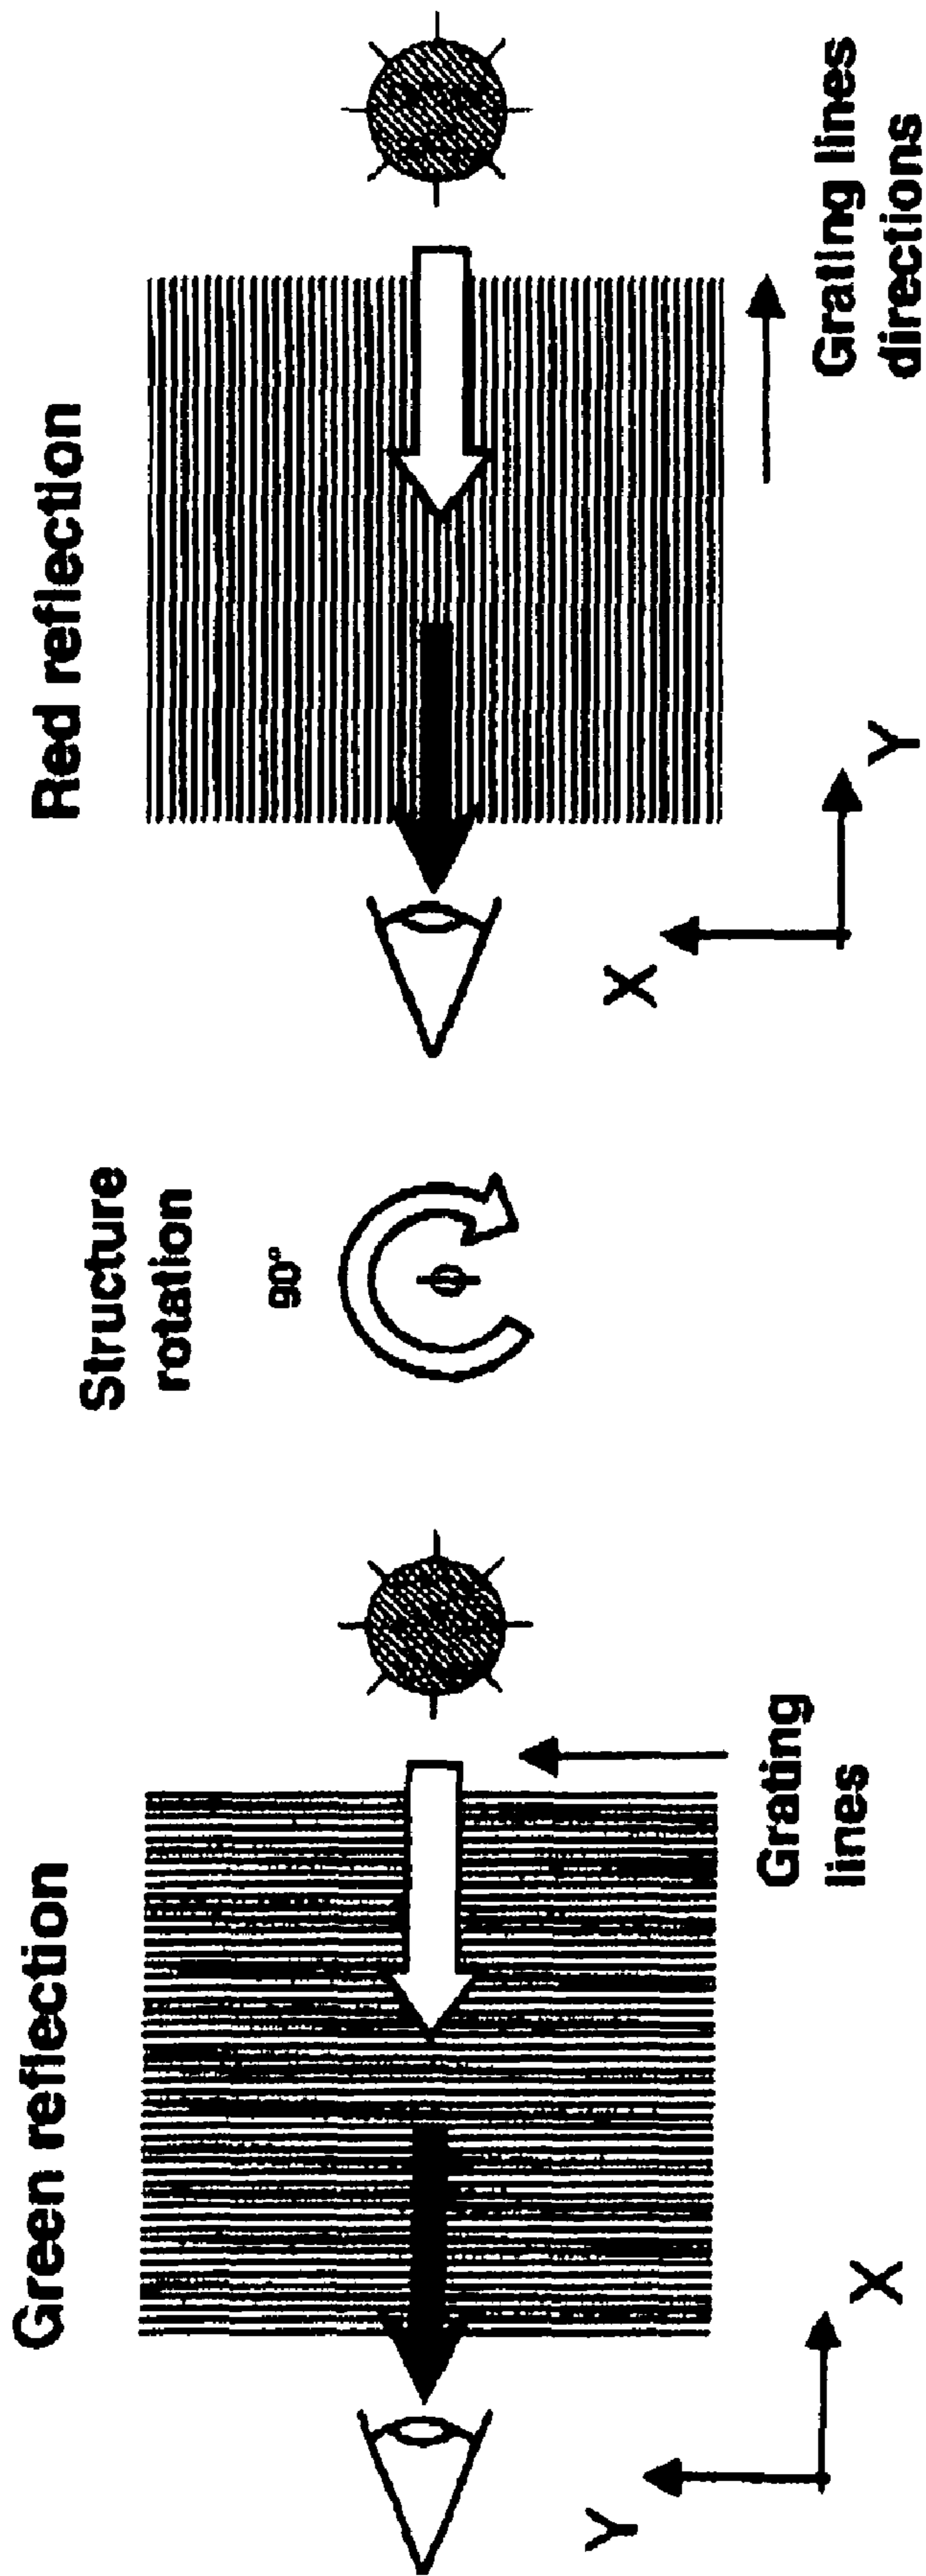 Green reflection
Grating
lines
Y
X
Structure
rotation
90°
Red reflection
Grating lines
directions
X
Y